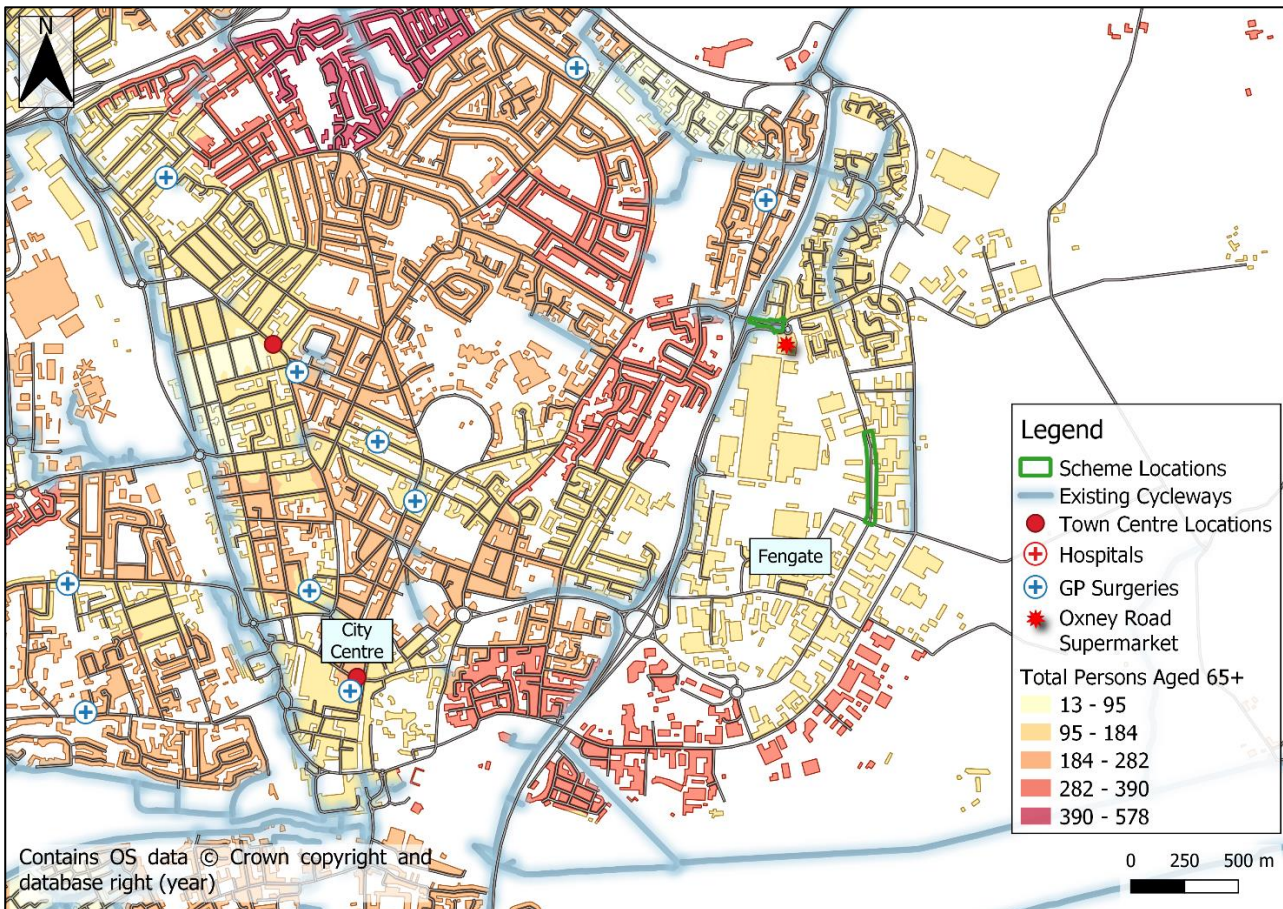 N
Fengate
City
Centre
Legend
Scheme Locations
Existing Cycleways
Town Centre Locations
Hospitals
GP Surgeries
Oxney Road
Supermarket
Total Persons Aged 65+
13 - 95
95 - 184
184 - 282
282 - 390
390 - 578
Contains OS data © Crown copyright and
database right (year)
0 250 500 m